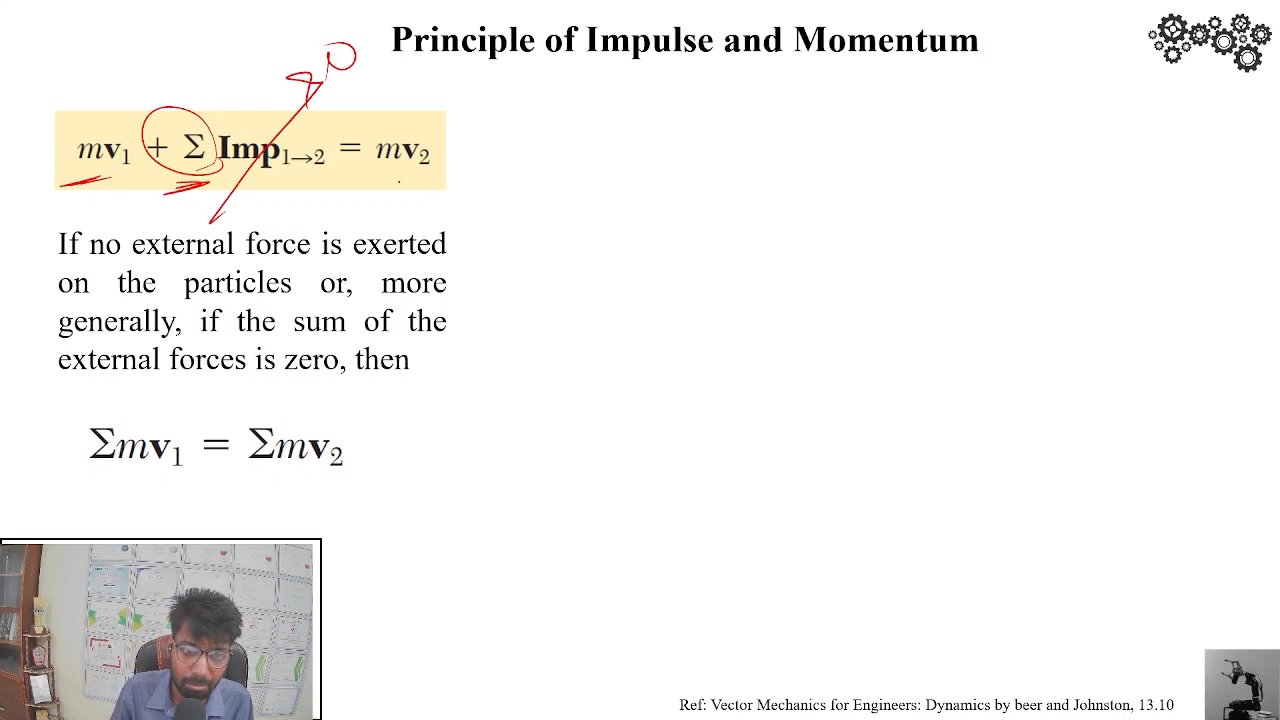 Principle of Impulse and Momentum
0
mv₁ + Σ Imp₁→₂ = mv₂
If no external force is exerted
on the particles or, more
generally, if the sum of the
external forces is zero, then
Σmv₁ = Σmv₂
Ref: Vector Mechanics for Engineers: Dynamics by beer and Johnston, 13.10